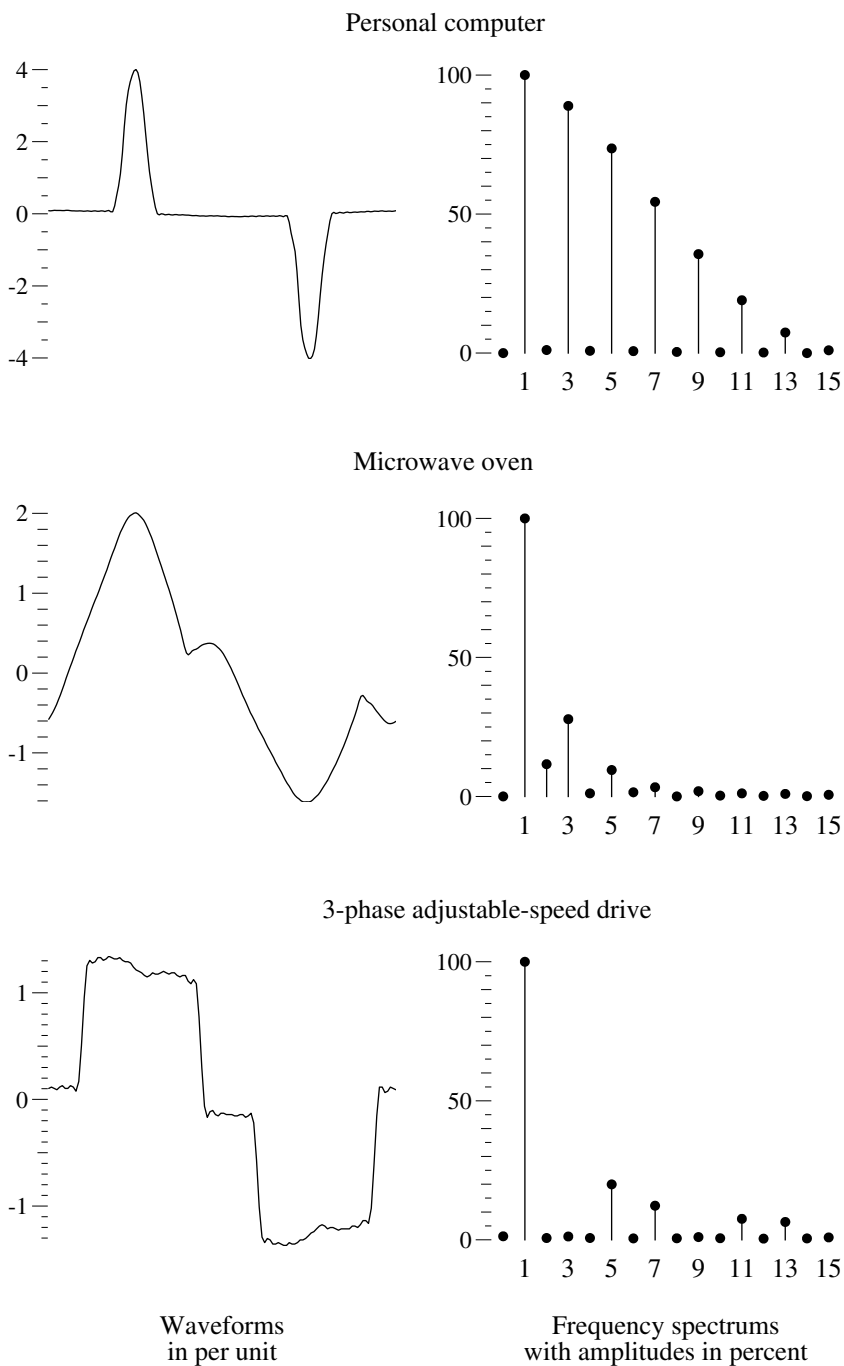 Personal computer
4
2
0
-2
-4
100
50
0
1 3 5 7 9 11 13 15
Microwave oven
2
1
0
-1
100
50
0
1 3 5 7 9 11 13 15
3-phase adjustable-speed drive
1
0
-1
100
50
0
1 3 5 7 9 11 13 15
Waveforms
in per unit
Frequency spectrums
with amplitudes in percent